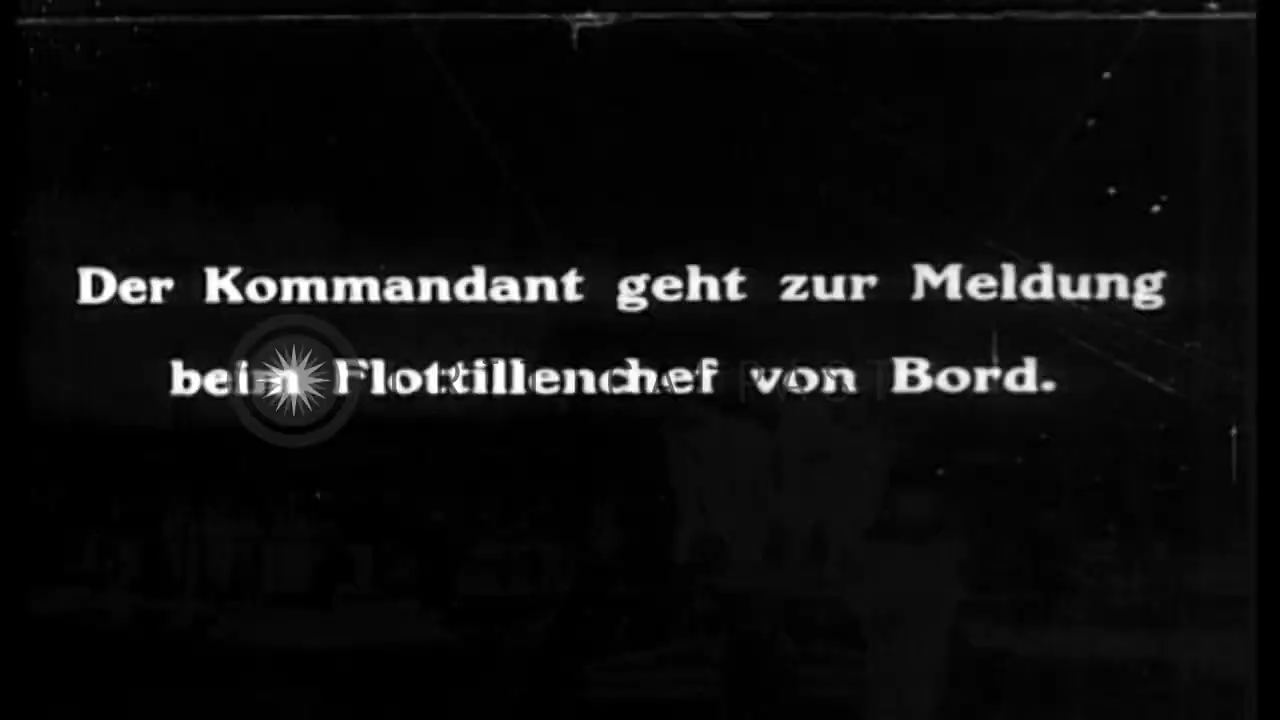 Der Kommandant geht zur Meldung
beim Flottillenchef von Bord.